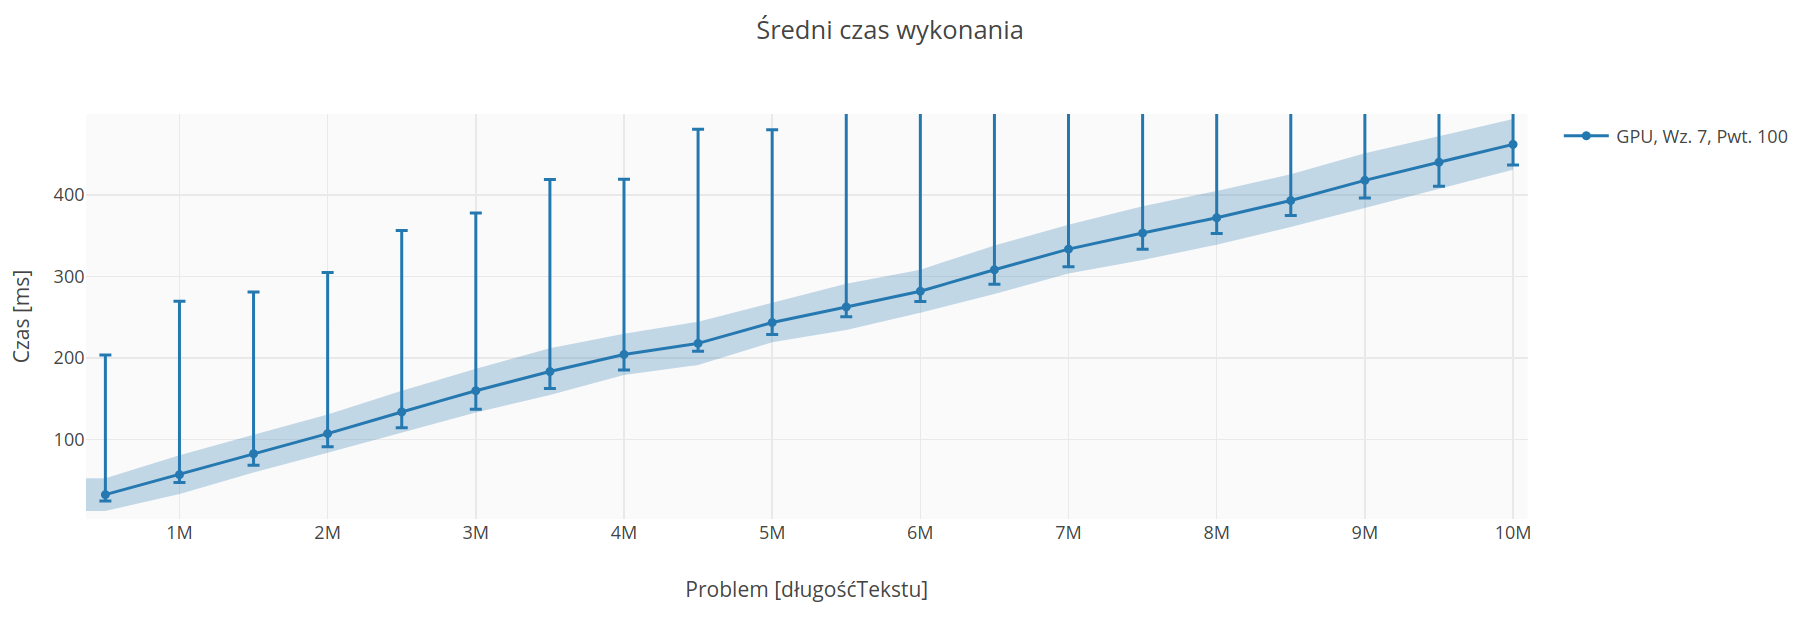 Średni czas wykonania
GPU, Wz. 7, Pwt. 100
Czas [ms]
400
300
200
100
1M 2M 3M 4M 5M 6M 7M 8M 9M 10M
Problem [długośćTekstu]